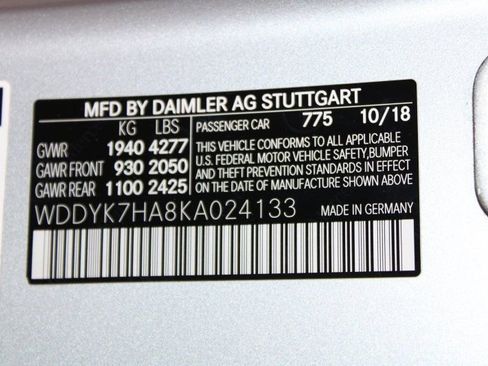 MFD BY DAIMLER AG STUTTGART
KG LBS
GVWR 1940 4277
GAWR FRONT 930 2050
GAWR REAR 1100 2425
PASSENGER CAR 775 10/18
THIS VEHICLE CONFORMS TO ALL APPLICABLE
U.S. FEDERAL MOTOR VEHICLE SAFETY,BUMPER
AND THEFT PREVENTION STANDARDS IN EFFECT
ON THE DATE OF MANUFACTURE SHOWN ABOVE.
WDDYK7HA8KA024133
MADE IN GERMANY